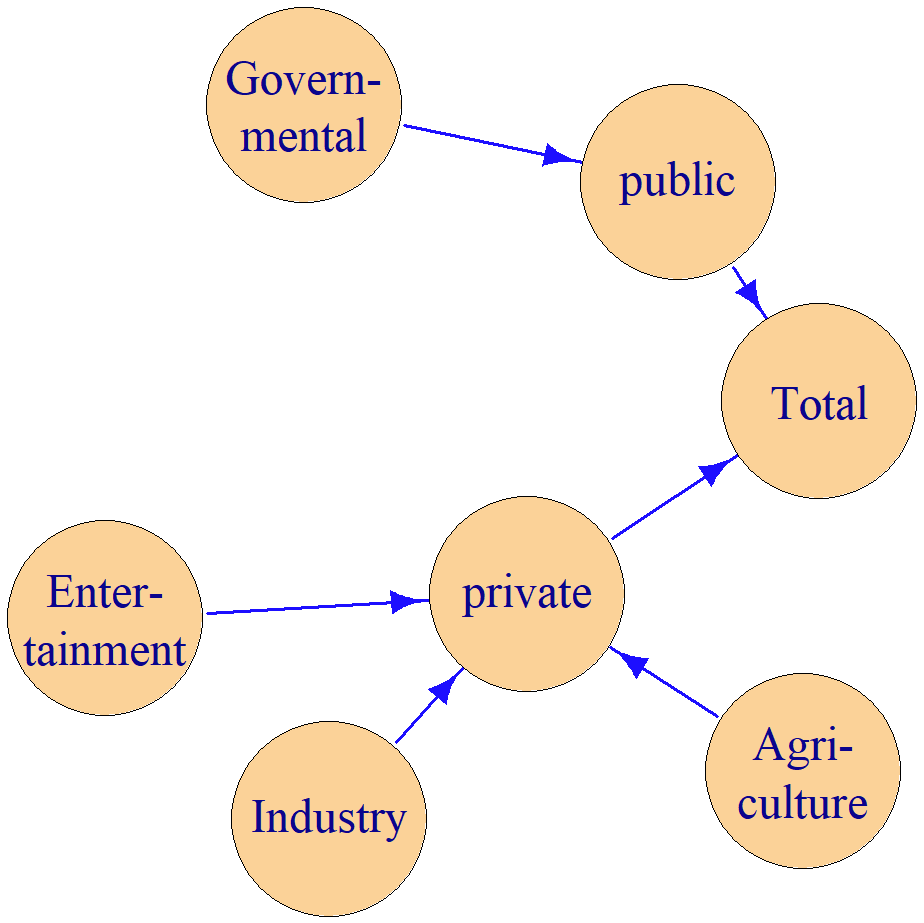 Govern-
mental
public
Total
private
Enter-
tainment
Industry
Agri-
culture